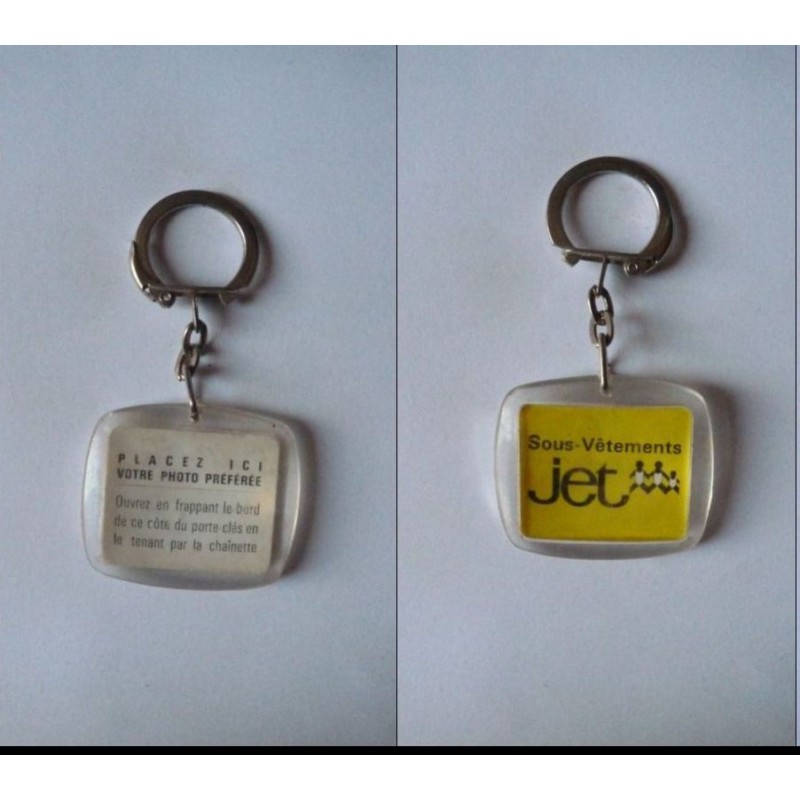 PLACEZ ICI
VOTRE PHOTO PRÉFÉRÉE
Ouvrez en frappant le bord
de ce côte du porte-clés en
le tenant par la chaînette
Sous-Vêtements
jet